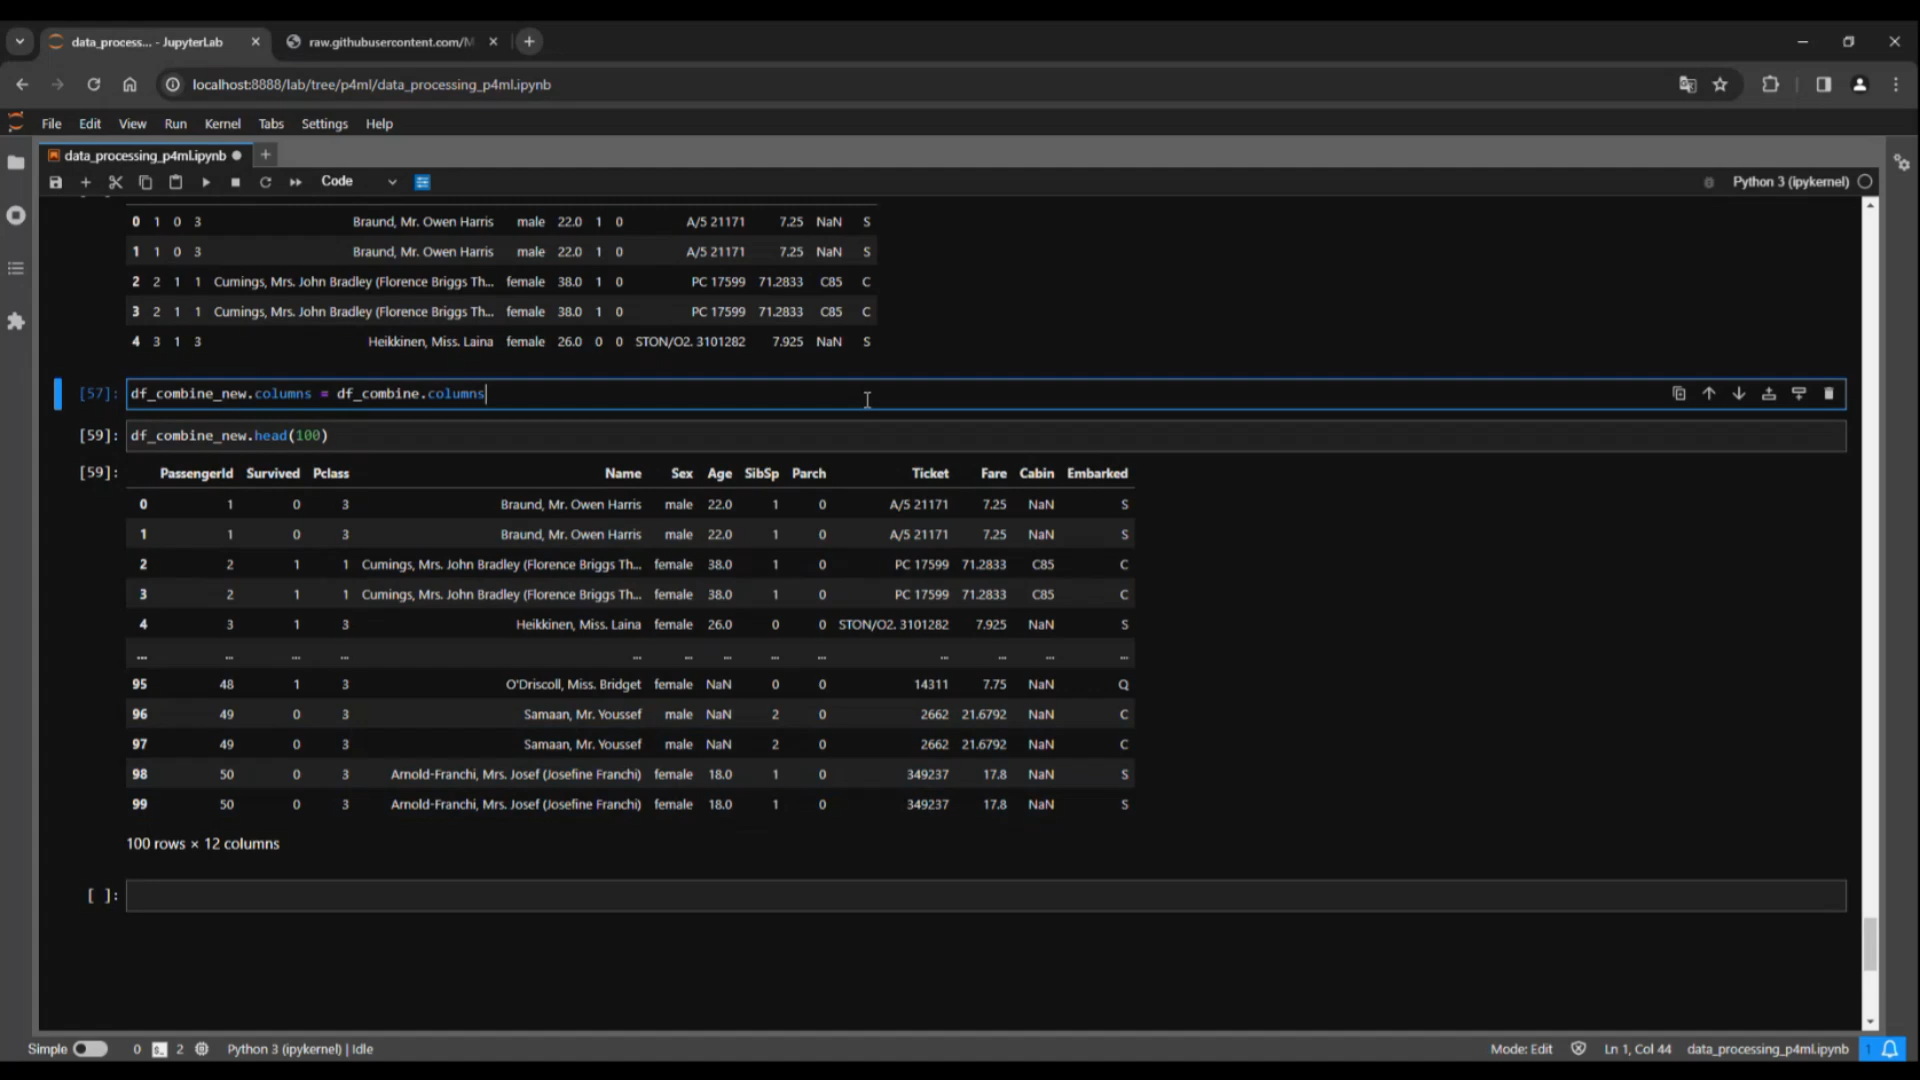 data_process... - JupyterLab
raw.githubusercontent.com/M
localhost:8888/lab/tree/p4ml/data_processing_p4ml.ipynb
File Edit View Run Kernel Tabs Settings Help
data_processing_p4ml.ipynb
Code
Python 3 (ipykernel)
0 1 0 3 Braund, Mr. Owen Harris male 22.0 1 0 A/5 21171 7.25 NaN S
1 1 0 3 Braund, Mr. Owen Harris male 22.0 1 0 A/5 21171 7.25 NaN S
2 2 1 1 Cumings, Mrs. John Bradley (Florence Briggs Th... female 38.0 1 0 PC 17599 71.2833 C85 C
3 2 1 1 Cumings, Mrs. John Bradley (Florence Briggs Th... female 38.0 1 0 PC 17599 71.2833 C85 C
4 3 1 3 Heikkinen, Miss. Laina female 26.0 0 0 STON/O2. 3101282 7.925 NaN S
[57]: df_combine_new.columns = df_combine.columns
[59]: df_combine_new.head(100)
[59]: PassengerId Survived Pclass Name Sex Age SibSp Parch Ticket Fare Cabin Embarked
0 1 0 3 Braund, Mr. Owen Harris male 22.0 1 0 A/5 21171 7.25 NaN S
1 1 0 3 Braund, Mr. Owen Harris male 22.0 1 0 A/5 21171 7.25 NaN S
2 2 1 1 Cumings, Mrs. John Bradley (Florence Briggs Th... female 38.0 1 0 PC 17599 71.2833 C85 C
3 2 1 1 Cumings, Mrs. John Bradley (Florence Briggs Th... female 38.0 1 0 PC 17599 71.2833 C85 C
4 3 1 3 Heikkinen, Miss. Laina female 26.0 0 0 STON/O2. 3101282 7.925 NaN S
... ... ... ... ... ... ... ... ... ... ... ... ...
95 48 1 3 O'Driscoll, Miss. Bridget female NaN 0 0 14311 7.75 NaN Q
96 49 0 3 Samaan, Mr. Youssef male NaN 2 0 2662 21.6792 NaN C
97 49 0 3 Samaan, Mr. Youssef male NaN 2 0 2662 21.6792 NaN C
98 50 0 3 Arnold-Franchi, Mrs. Josef (Josefine Franchi) female 18.0 1 0 349237 17.8 NaN S
99 50 0 3 Arnold-Franchi, Mrs. Josef (Josefine Franchi) female 18.0 1 0 349237 17.8 NaN S
100 rows × 12 columns
[ ]:
Simple 0 2 Python 3 (ipykernel) | Idle Mode: Edit Ln 1, Col 44 data_processing_p4ml.ipynb 1